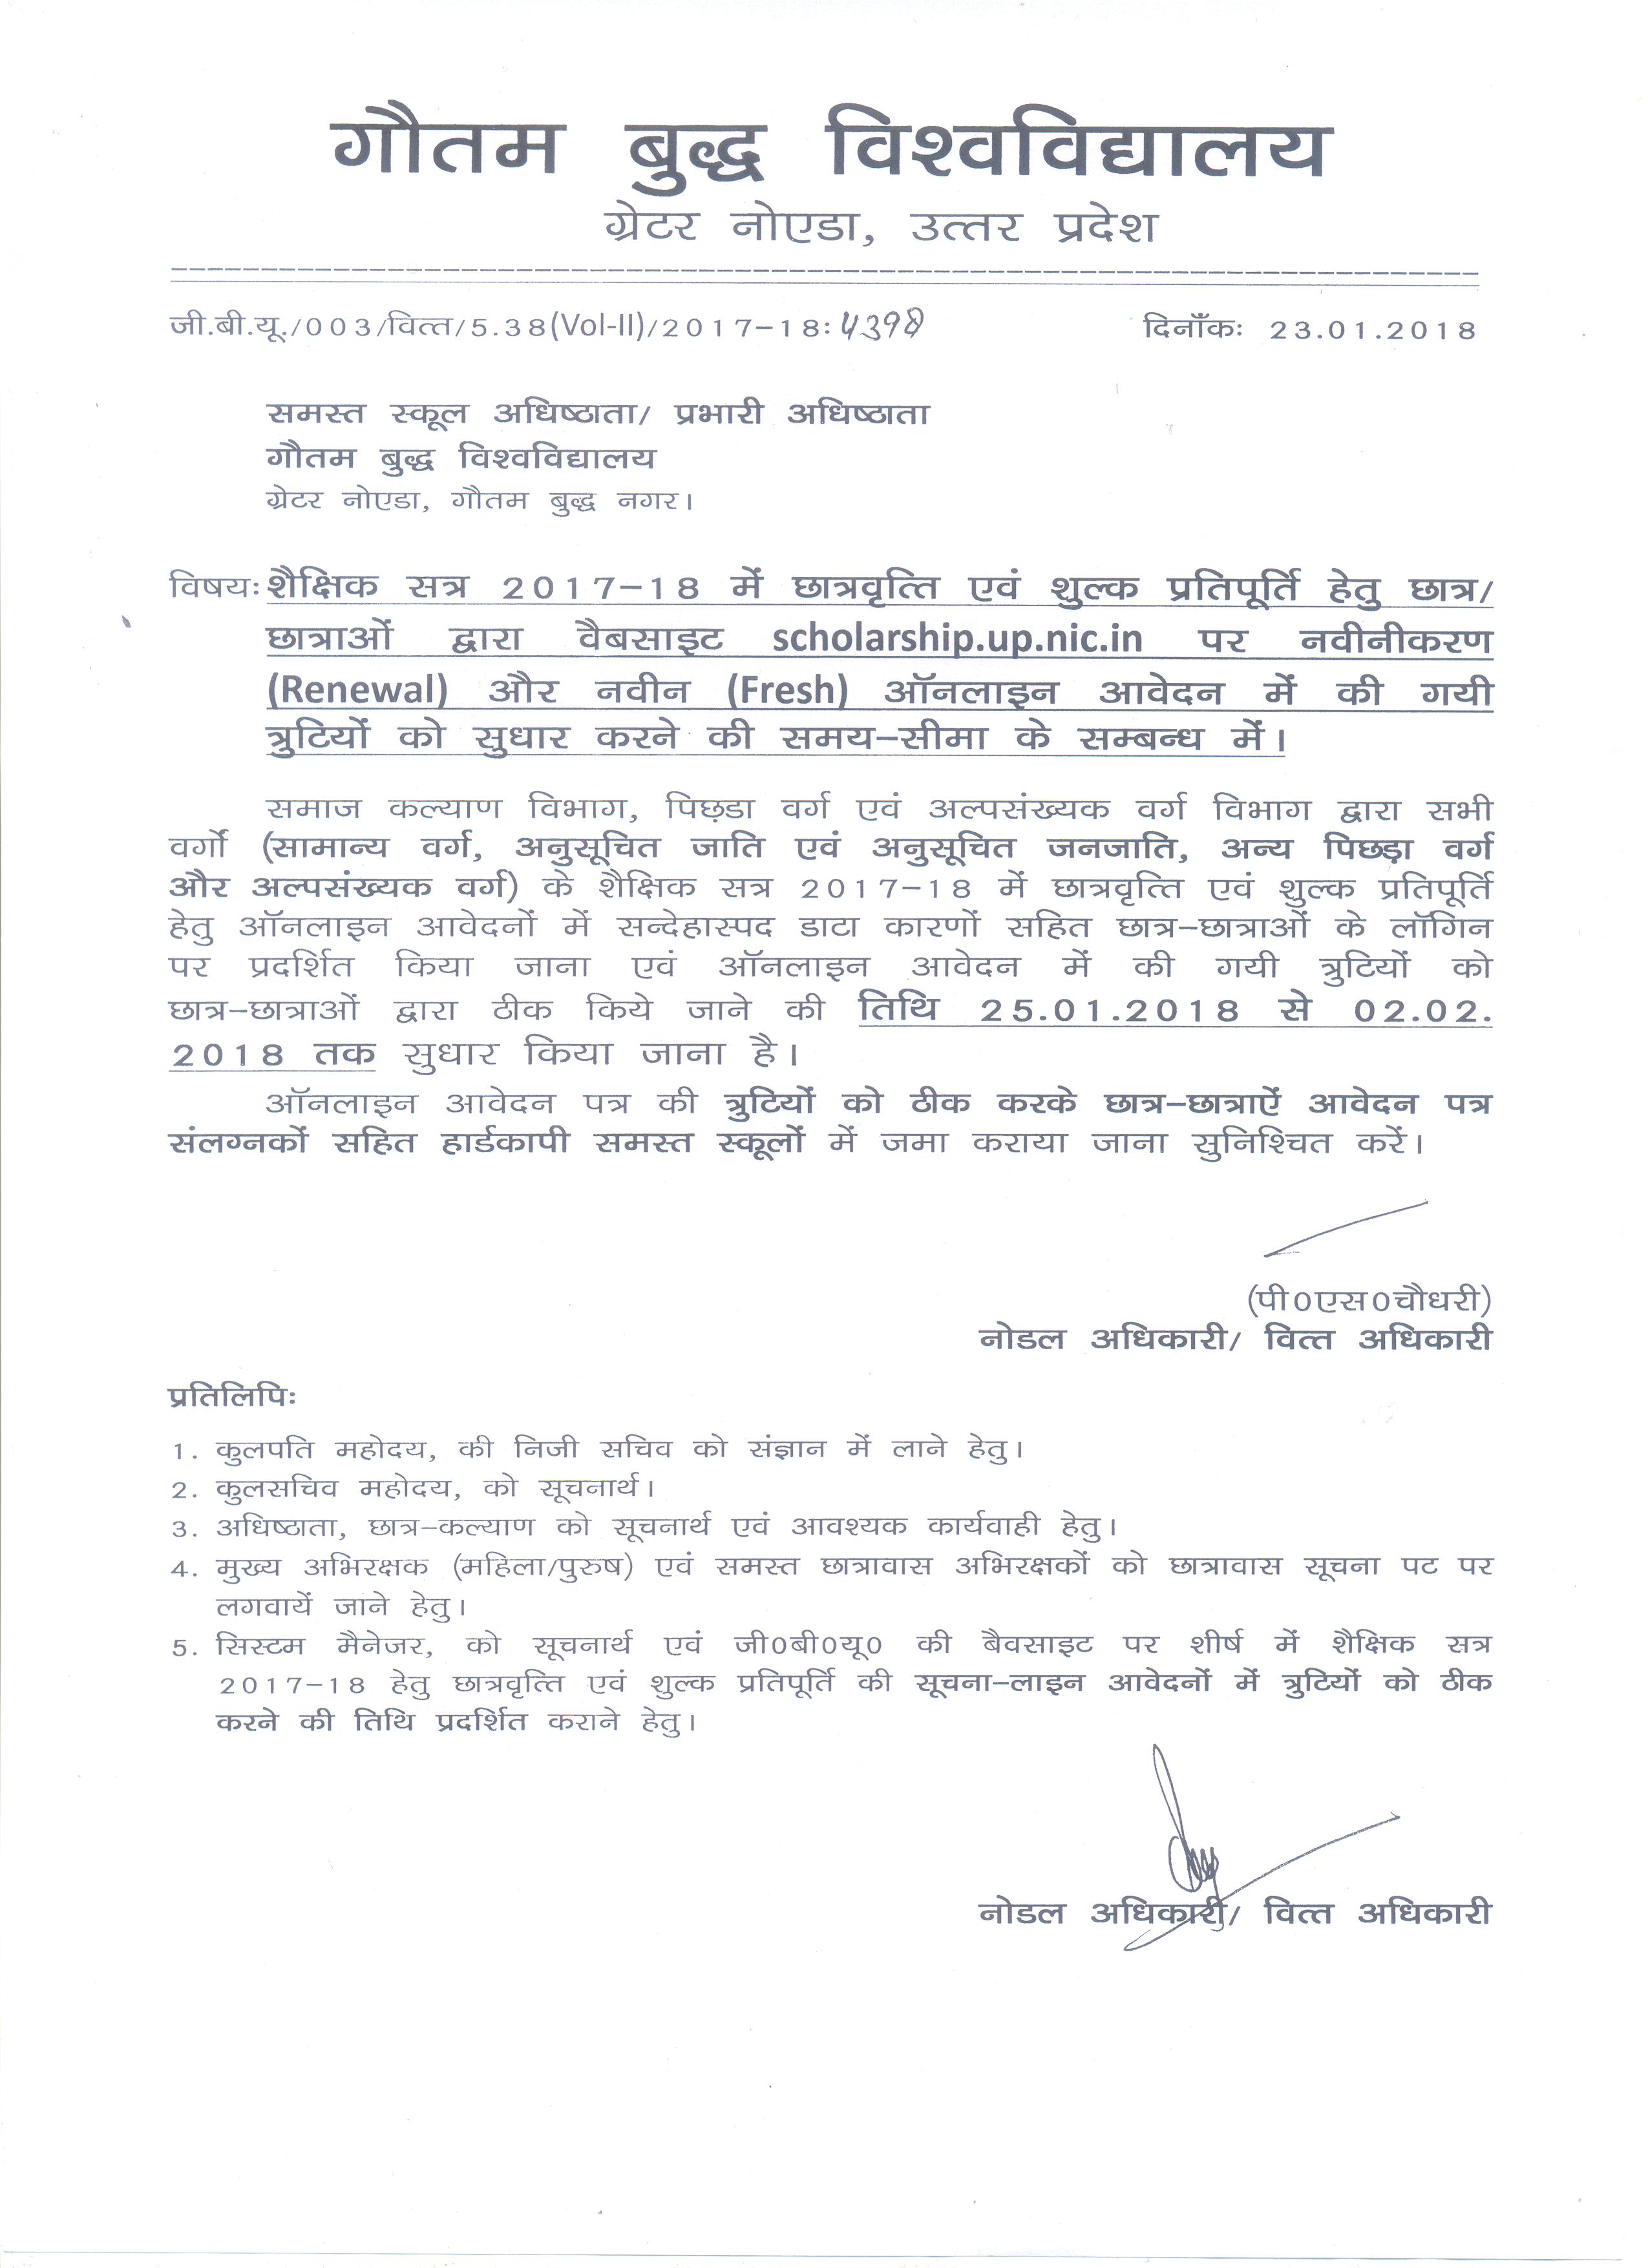 गौतम बुद्ध विश्वविद्यालय
ग्रेटर नोएडा, उत्तर प्रदेश
जी.बी.यू./003/वित्त/5.38(Vol-II)/2017-18: दिनाँकः 23.01.2018
समस्त स्कूल अधिष्ठाता/ प्रभारी अधिष्ठाता
गौतम बुद्ध विश्वविद्यालय
ग्रेटर नोएडा, गौतम बुद्ध नगर।
विषयः शैक्षिक सत्र 2017-18 में छात्रवृत्ति एवं शुल्क प्रतिपूर्ति हेतु छात्र/
छात्राओं द्वारा वैबसाइट scholarship.up.nic.in पर नवीनीकरण
(Renewal) और नवीन (Fresh) ऑनलाइन आवेदन में की गयी
त्रुटियों को सुधार करने की समय-सीमा के सम्बन्ध में।
समाज कल्याण विभाग, पिछडा वर्ग एवं अल्पसंख्यक वर्ग विभाग द्वारा सभी
वर्गो (सामान्य वर्ग, अनुसूचित जाति एवं अनुसूचित जनजाति, अन्य पिछड़ा वर्ग
और अल्पसंख्यक वर्ग) के शैक्षिक सत्र 2017-18 में छात्रवृत्ति एवं शुल्क प्रतिपूर्ति
हेतु ऑनलाइन आवेदनों में सन्देहास्पद डाटा कारणों सहित छात्र-छात्राओं के लॉगिन
पर प्रदर्शित किया जाना एवं ऑनलाइन आवेदन में की गयी त्रुटियों को
छात्र-छात्राओं द्वारा ठीक किये जाने की तिथि 25.01.2018 से 02.02.
2018 तक सुधार किया जाना है।
ऑनलाइन आवेदन पत्र की त्रुटियों को ठीक करके छात्र-छात्राऐं आवेदन पत्र
संलग्नकों सहित हार्डकापी समस्त स्कूलों में जमा कराया जाना सुनिश्चित करें।
(पी0एस0चौधरी)
नोडल अधिकारी/ वित्त अधिकारी
प्रतिलिपिः
1. कुलपति महोदय, की निजी सचिव को संज्ञान में लाने हेतु।
2. कुलसचिव महोदय, को सूचनार्थ।
3. अधिष्ठाता, छात्र-कल्याण को सूचनार्थ एवं आवश्यक कार्यवाही हेतु।
4. मुख्य अभिरक्षक (महिला/पुरुष) एवं समस्त छात्रावास अभिरक्षकों को छात्रावास सूचना पट पर
लगवायें जाने हेतु।
5. सिस्टम मैनेजर, को सूचनार्थ एवं जी0बी0यू0 की बैवसाइट पर शीर्ष में शैक्षिक सत्र
2017-18 हेतु छात्रवृत्ति एवं शुल्क प्रतिपूर्ति की सूचना-लाइन आवेदनों में त्रुटियों को ठीक
करने की तिथि प्रदर्शित कराने हेतु।
नोडल अधिकारी/ वित्त अधिकारी